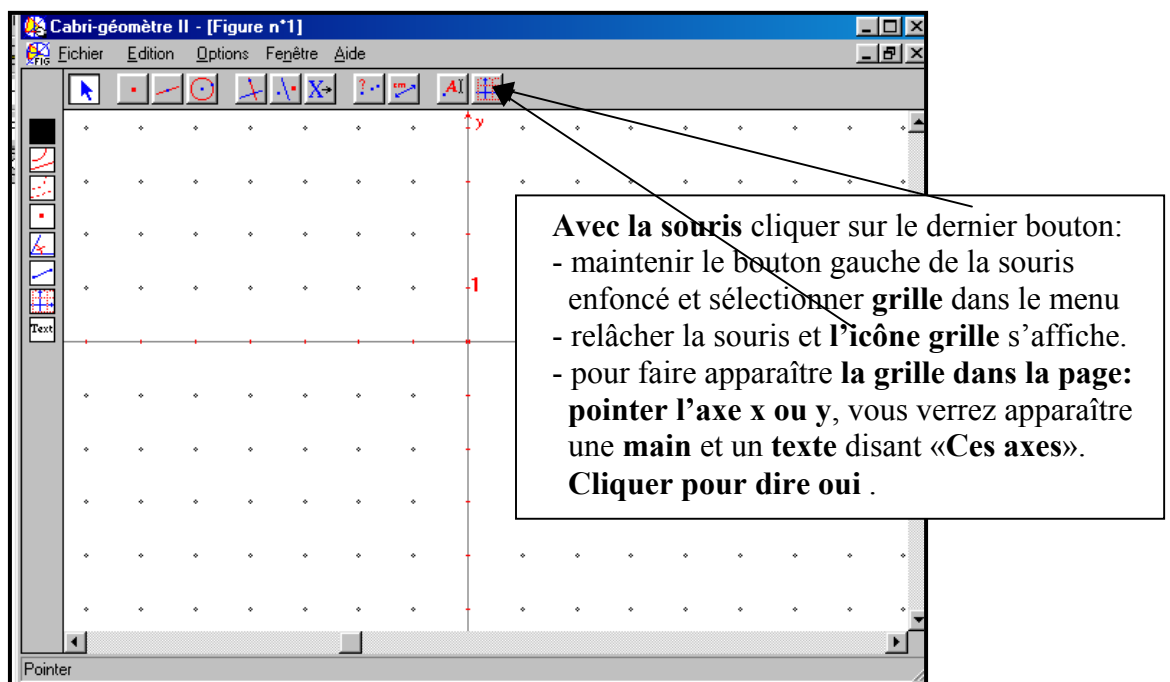 Cabri-géomètre II - [Figure n°1]
Fichier Edition Options Fenêtre Aide
X ? cm A
y
Avec la souris cliquer sur le dernier bouton:
- maintenir le bouton gauche de la souris
enfoncé et sélectionner grille dans le menu
1
- relâcher la souris et l’icône grille s’affiche.
Text
- pour faire apparaître la grille dans la page:
pointer l’axe x ou y, vous verrez apparaître
une main et un texte disant «Ces axes».
Cliquer pour dire oui .
Pointer